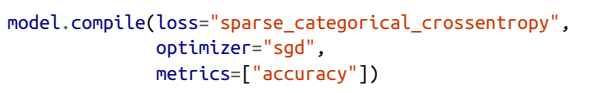 model.compile(loss="sparse_categorical_crossentropy",
              optimizer="sgd",
              metrics=["accuracy"])